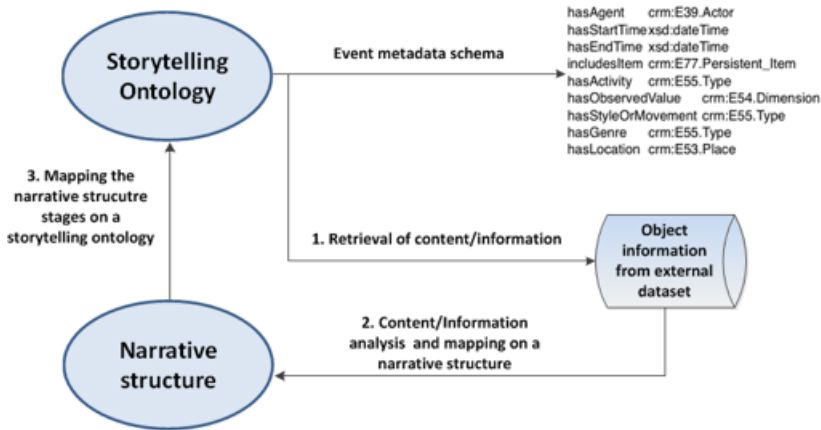 Storytelling
Ontology
Event metadata schema
hasAgent crm:E39.Actor
hasStartTime xsd:dateTime
hasEndTime xsd:dateTime
includesItem crm:E77.Persistent_Item
hasActivity crm:E55.Type
hasObservedValue crm:E54.Dimension
hasStyleOrMovement crm:E55.Type
hasGenre crm:E55.Type
hasLocation crm:E53.Place
3. Mapping the
narrative strucutre
stages on a
storytelling ontology
1. Retrieval of content/information
Object
information
from external
dataset
2. Content/Information
analysis and mapping on a
narrative structure
Narrative
structure